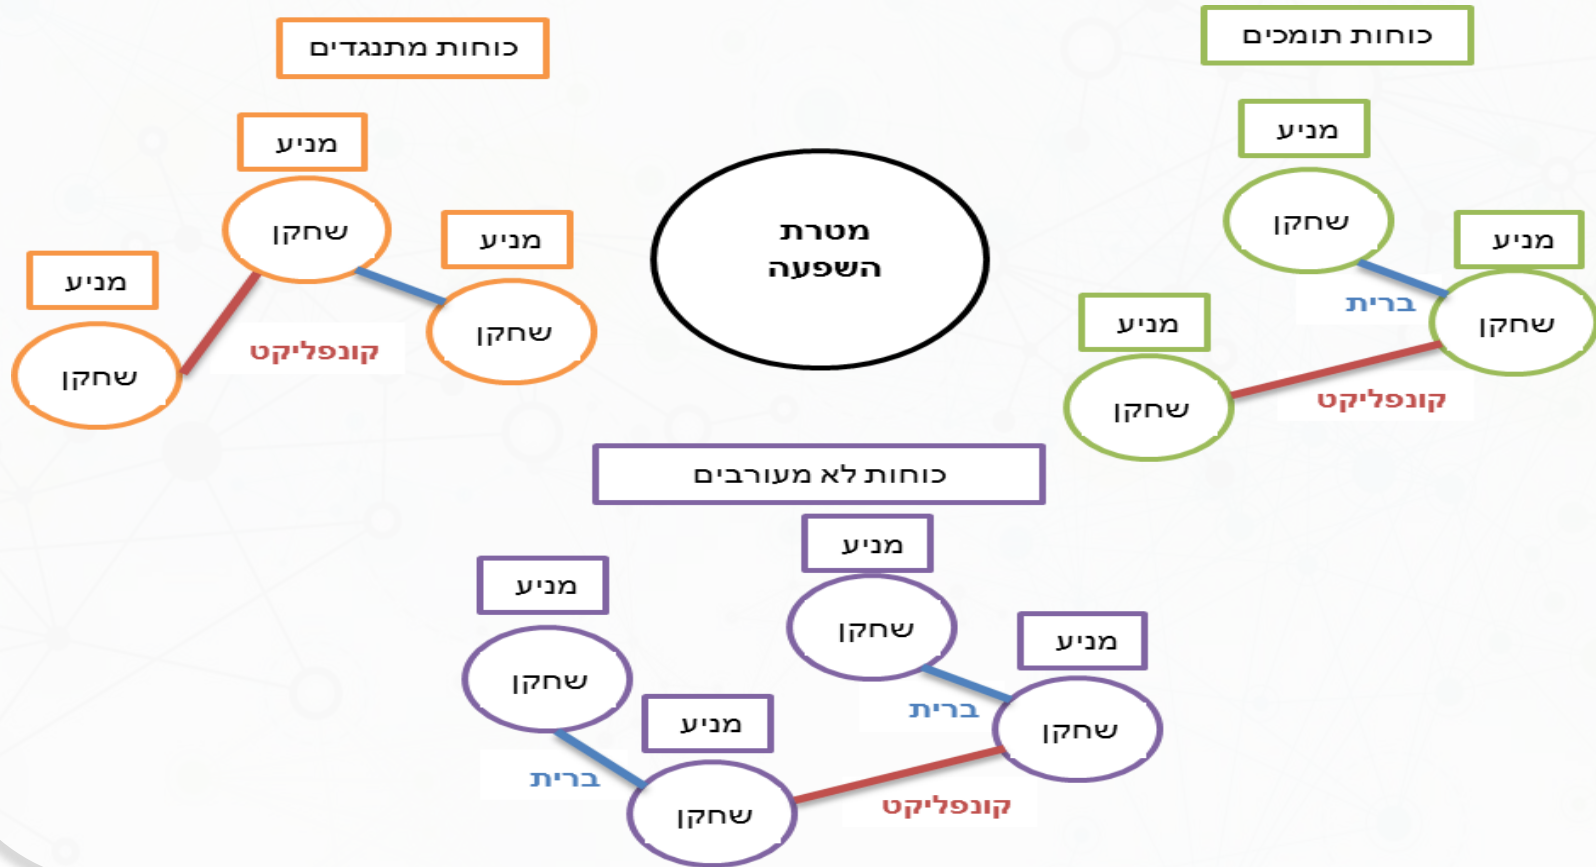 כוחות תומכים
כוחות מתנגדים
מניע
שחקן
מניע
שחקן
ברית
מניע
שחקן
קונפליקט
מטרת
השפעה
מניע
שחקן
מניע
שחקן
מניע
שחקן
קונפליקט
כוחות לא מעורבים
מניע
שחקן
מניע
שחקן
ברית
מניע
שחקן
מניע
שחקן
ברית
קונפליקט